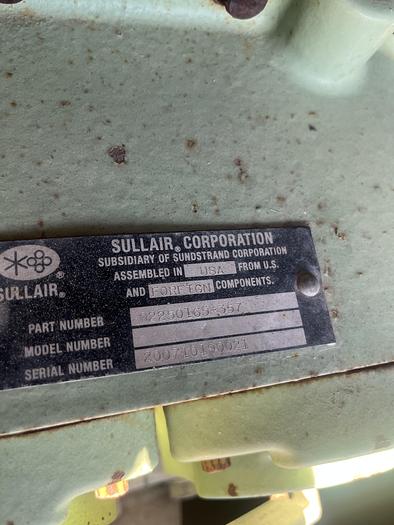 SULLAIR® CORPORATION
SUBSIDIARY OF SUNDSTRAND CORPORATION
ASSEMBLED IN USA FROM U.S.
AND FOREIGN COMPONENTS.
SULLAIR®
PART NUMBER
MODEL NUMBER
SERIAL NUMBER